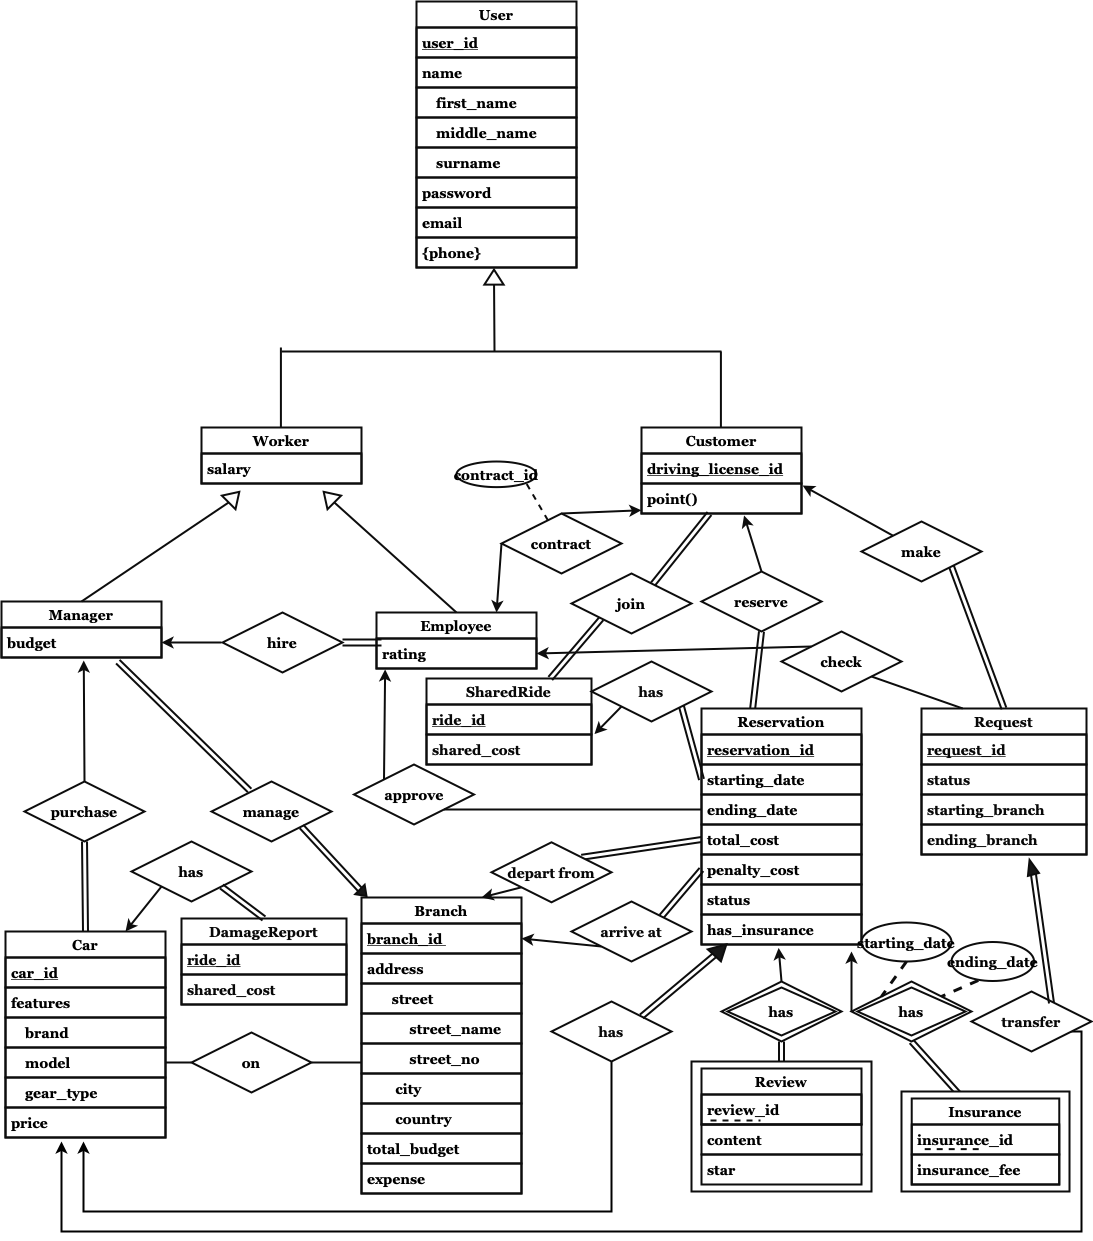 User
user_id
name
first_name
middle_name
surname
password
email
{phone}
Worker
salary
Customer
driving_license_id
point()
contract_id
contract
make
join
reserve
Manager
budget
hire
Employee
rating
check
SharedRide
ride_id
shared_cost
has
Reservation
reservation_id
starting_date
ending_date
total_cost
penalty_cost
status
has_insurance
Request
request_id
status
starting_branch
ending_branch
purchase
manage
approve
has
depart from
arrive at
DamageReport
ride_id
shared_cost
Car
car_id
features
brand
model
gear_type
price
on
Branch
branch_id
address
street
street_name
street_no
city
country
total_budget
expense
has
has
starting_date
ending_date
has
transfer
Review
review_id
content
star
Insurance
insurance_id
insurance_fee